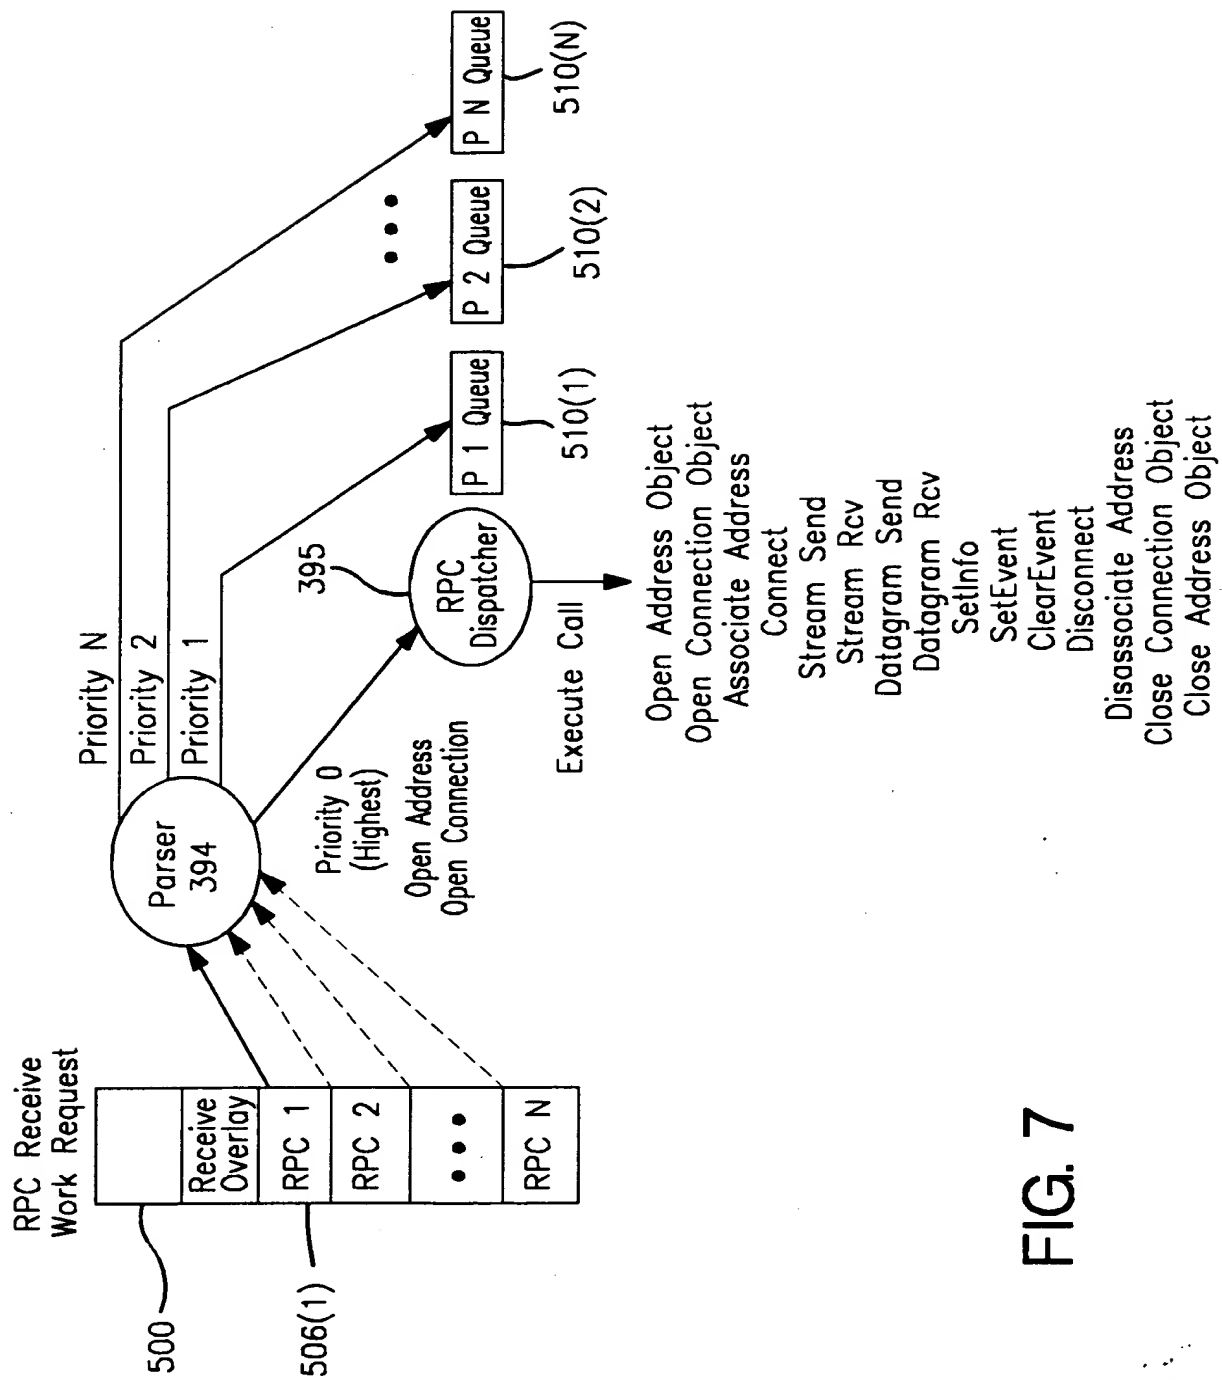 RPC Receive
Work Request
500
Receive
Overlay
RPC 1
506(1)
RPC 2
RPC N
Parser
394
Priority N
Priority 2
Priority 1
Priority 0
(Highest)
Open Address
Open Connection
395
RPC
Dispatcher
P 1 Queue
510(1)
P 2 Queue
510(2)
P N Queue
510(N)
Execute Call
Open Address Object
Open Connection Object
Associate Address
Connect
Stream Send
Stream Rcv
Datagram Send
Datagram Rcv
SetInfo
SetEvent
ClearEvent
Disconnect
Disassociate Address
Close Connection Object
Close Address Object
FIG. 7